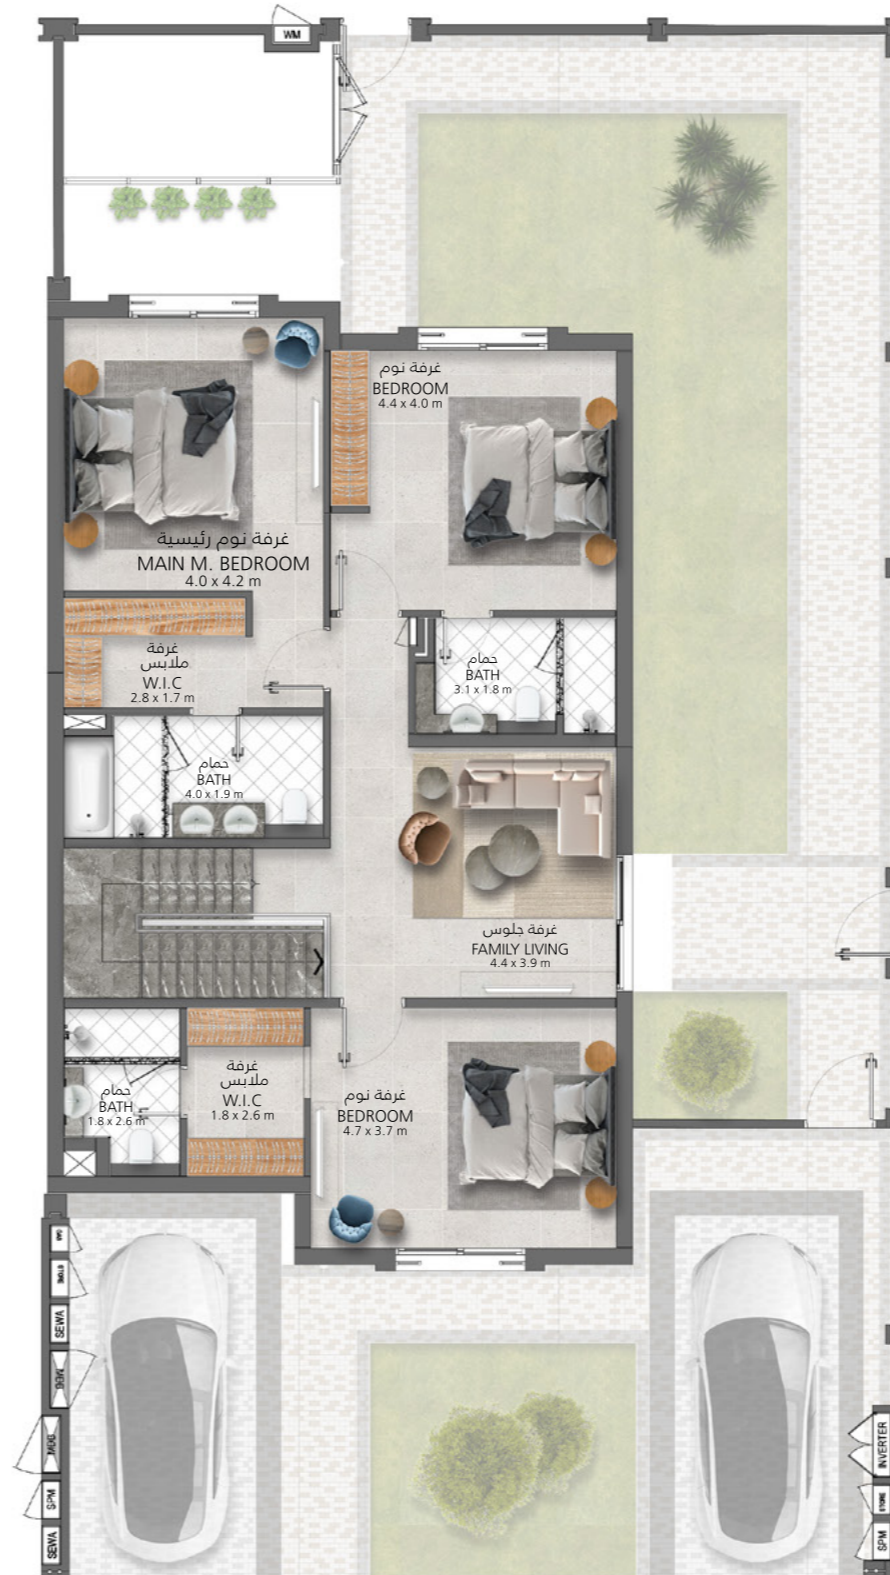 WM
غرفة نوم
BEDROOM
4.4 x 4.0 m
غرفة نوم رئيسية
MAIN M. BEDROOM
4.0 x 4.2 m
غرفة
ملابس
W.I.C
2.8 x 1.7 m
حمام
BATH
3.1 x 1.8 m
حمام
BATH
4.0 x 1.9 m
غرفة جلوس
FAMILY LIVING
4.4 x 3.9 m
غرفة
ملابس
W.I.C
1.8 x 2.6 m
حمام
BATH
1.8 x 2.6 m
غرفة نوم
BEDROOM
4.7 x 3.7 m
STORE
SEWA
SPM
SEWA
INVERTER
STORE
SPM